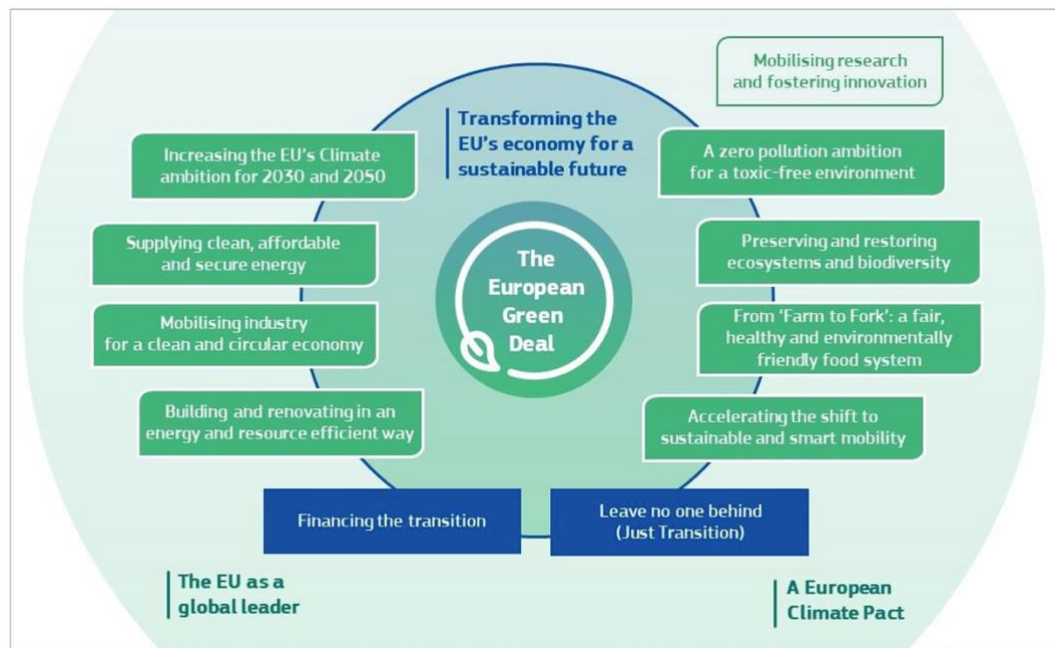 Mobilising research
and fostering innovation
Transforming the
EU's economy for a
sustainable future
Increasing the EU's Climate
ambition for 2030 and 2050
A zero pollution ambition
for a toxic-free environment
Supplying clean, affordable
and secure energy
The
European
Green
Deal
Preserving and restoring
ecosystems and biodiversity
Mobilising industry
for a clean and circular economy
From 'Farm to Fork': a fair,
healthy and environmentally
friendly food system
Building and renovating in an
energy and resource efficient way
Accelerating the shift to
sustainable and smart mobility
Financing the transition
Leave no one behind
(Just Transition)
The EU as a
global leader
A European
Climate Pact